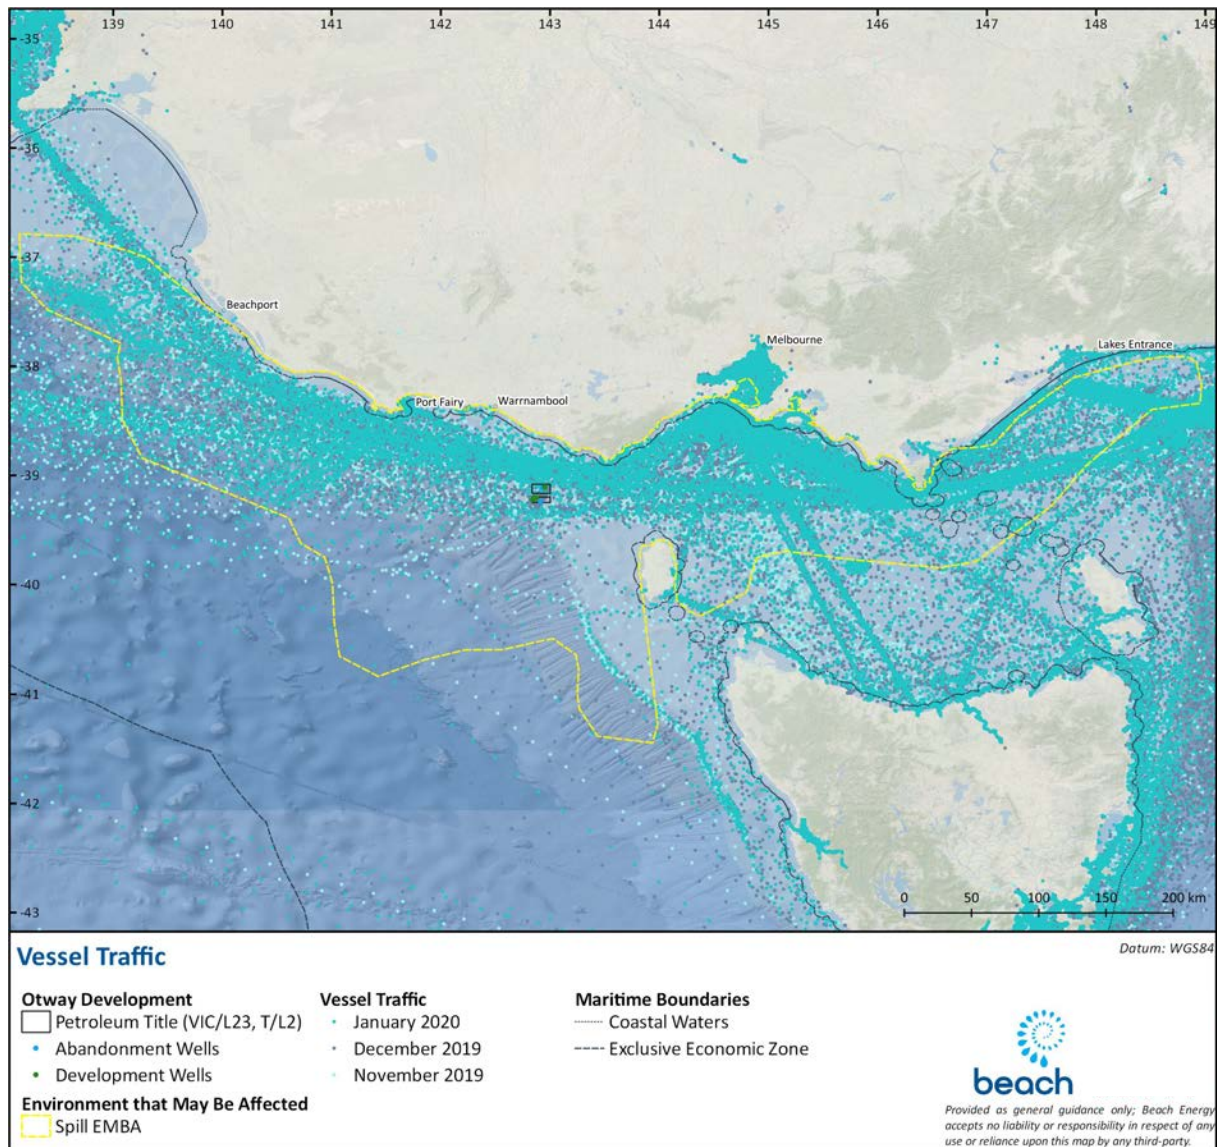 139 140 141 142 143 144 145 146 147 148 149
-35
-36
-37
Beachport
-38
Melbourne
Lakes Entrance
Port Fairy
Warrnambool
-39
-40
-41
-42
-43
0 50 100 150 200 km
Vessel Traffic
Datum: WGS84
Otway Development
Petroleum Title (VIC/L23, T/L2)
Abandonment Wells
Development Wells
Environment that May Be Affected
Spill EMBA
Vessel Traffic
January 2020
December 2019
November 2019
Maritime Boundaries
Coastal Waters
Exclusive Economic Zone
beach
Provided as general guidance only; Beach Energy
accepts no liability or responsibility in respect of any
use or reliance upon this map by any third-party.